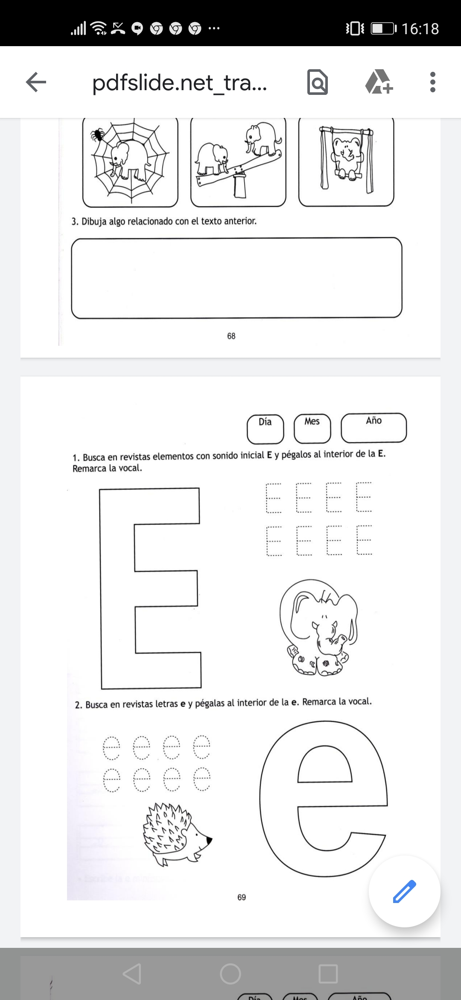 16:18
pdfslide.net_tra...
3. Dibuja algo relacionado con el texto anterior.
68
Día
Mes
Año
1. Busca en revistas elementos con sonido inicial E y pégalos al interior de la E.
Remarca la vocal.
E E E E
E E E E
E
2. Busca en revistas letras e y pégalas al interior de la e. Remarca la vocal.
e e e e
e e e e
e
69
Día
Mes
Año